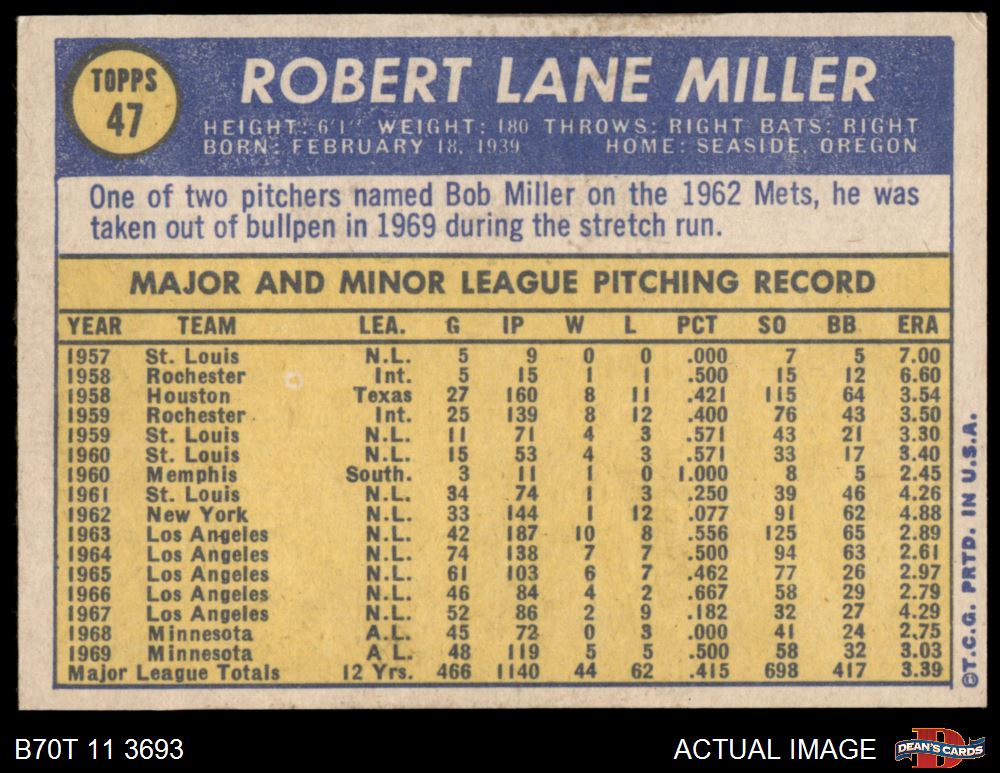 TOPPS
47
ROBERT LANE MILLER
HEIGHT: 6'1" WEIGHT: 180 THROWS: RIGHT BATS: RIGHT
BORN: FEBRUARY 18, 1939 HOME: SEASIDE, OREGON
One of two pitchers named Bob Miller on the 1962 Mets, he was
taken out of bullpen in 1969 during the stretch run.
MAJOR AND MINOR LEAGUE PITCHING RECORD
YEAR TEAM LEA. G IP W L PCT SO BB ERA
1957 St. Louis N.L. 5 9 0 0 .000 7 5 7.00
1958 Rochester Int. 5 15 1 1 .500 15 12 6.60
1958 Houston Texas 27 160 8 11 .421 115 64 3.54
1959 Rochester Int. 25 139 8 12 .400 76 43 3.50
1959 St. Louis N.L. 11 71 4 3 .571 43 21 3.30
1960 St. Louis N.L. 15 53 4 3 .571 33 17 3.40
1960 Memphis South. 3 11 1 0 1.000 8 5 2.45
1961 St. Louis N.L. 34 74 1 3 .250 39 46 4.26
1962 New York N.L. 33 144 1 12 .077 91 62 4.88
1963 Los Angeles N.L. 42 187 10 8 .556 125 65 2.89
1964 Los Angeles N.L. 74 138 7 7 .500 94 63 2.61
1965 Los Angeles N.L. 61 103 6 7 .462 77 26 2.97
1966 Los Angeles N.L. 46 84 4 2 .667 58 29 2.79
1967 Los Angeles N.L. 52 86 2 9 .182 32 27 4.29
1968 Minnesota A.L. 45 72 0 3 .000 41 24 2.75
1969 Minnesota A L. 48 119 5 5 .500 58 32 3.03
Major League Totals 12 Yrs. 466 1140 44 62 .415 698 417 3.39
©T.C.G. PRTD. IN U.S.A.
B70T 11 3693
ACTUAL IMAGE
D
DEAN'S CARDS